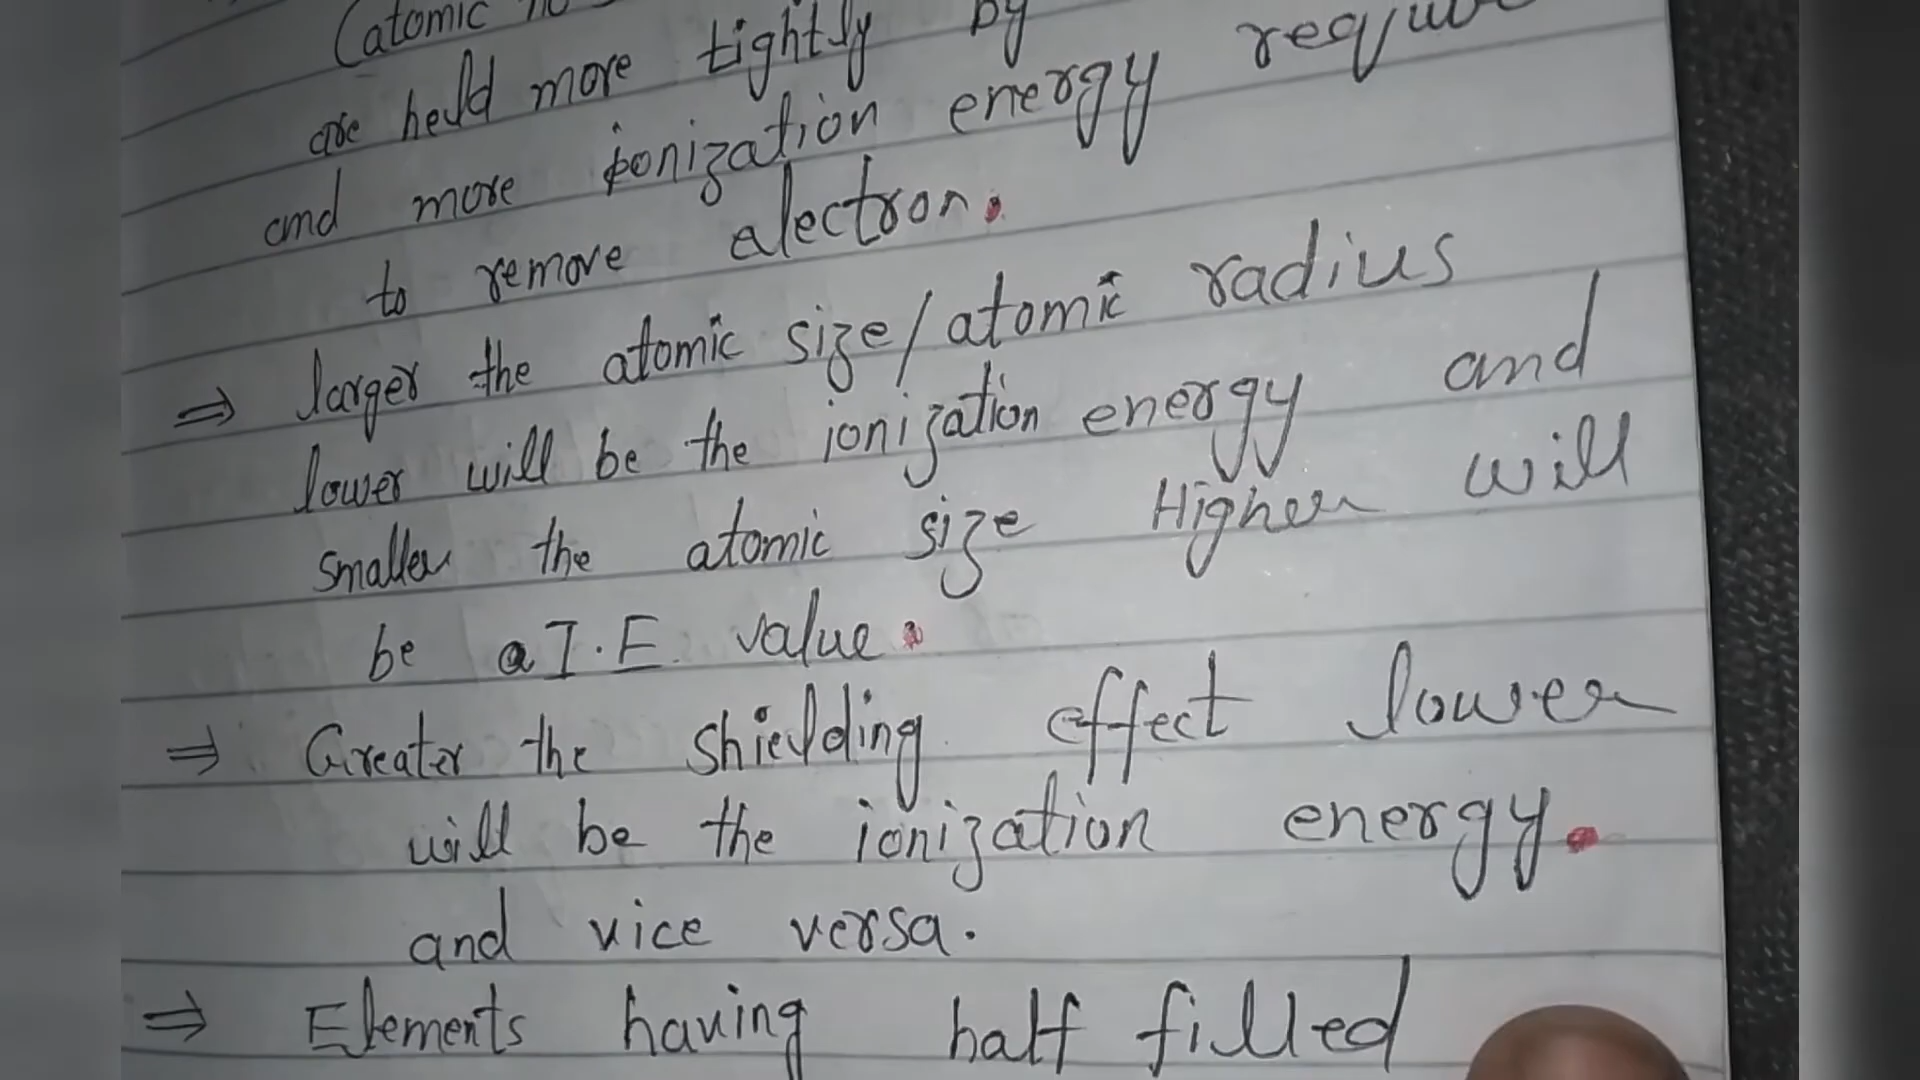 (atomic no
are held more tightly by
and more ionization energy requir
to remove electron.
⇒ larger the atomic size/atomic radius
lower will be the ionization energy and
smaller the atomic size Higher will
be a I.E. value.
⇒ Greater the shielding effect lower
will be the ionization energy.
and vice versa.
⇒ Elements having half filled